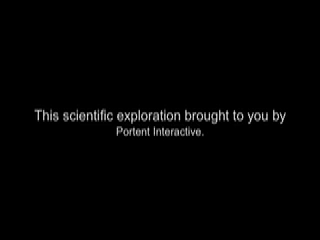 This scientific exploration brought to you by
Portent Interactive.